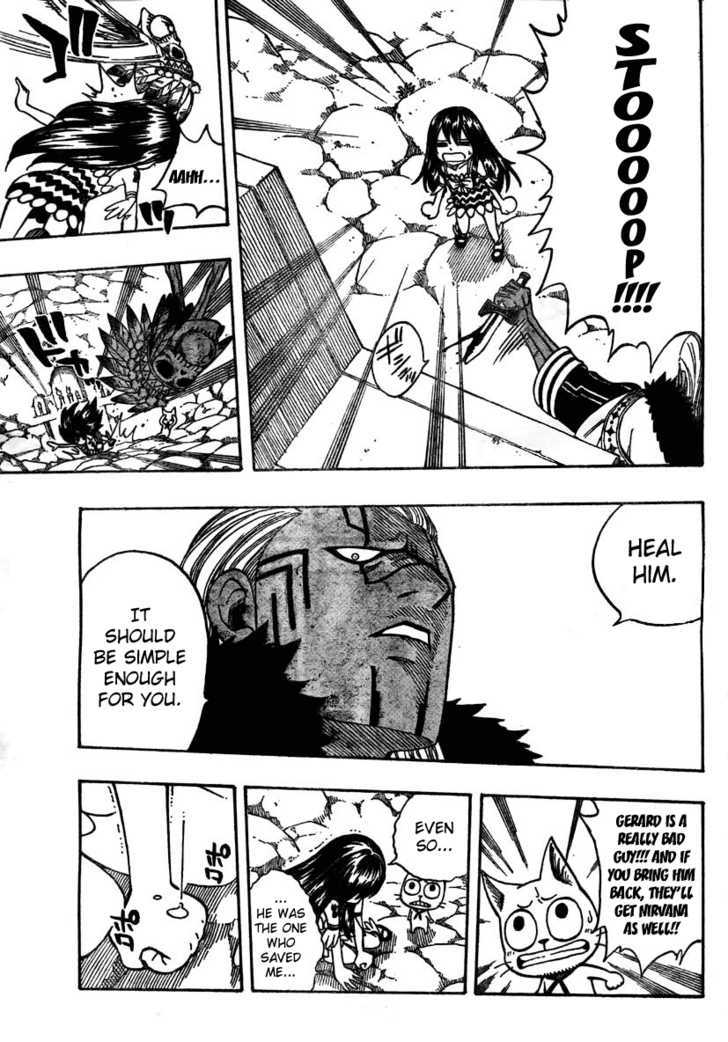 STOOOOOP
!!!!
AAHH...
HEAL
HIM.
IT
SHOULD
BE SIMPLE
ENOUGH
FOR YOU.
GERARD IS A
REALLY BAD
GUY!!! AND IF
YOU BRING HIM
BACK, THEY'LL
GET NIRVANA
AS WELL!!
EVEN
SO...
...
HE WAS
THE ONE
WHO
SAVED
ME...